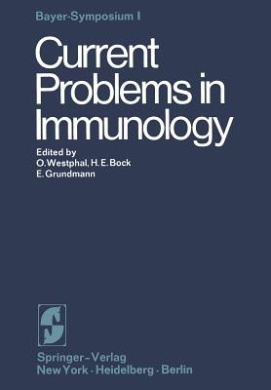 Bayer-Symposium I
Current
Problems in
Immunology
Edited by
O. Westphal, H. E. Bock
E. Grundmann
Springer-Verlag
New York · Heidelberg · Berlin